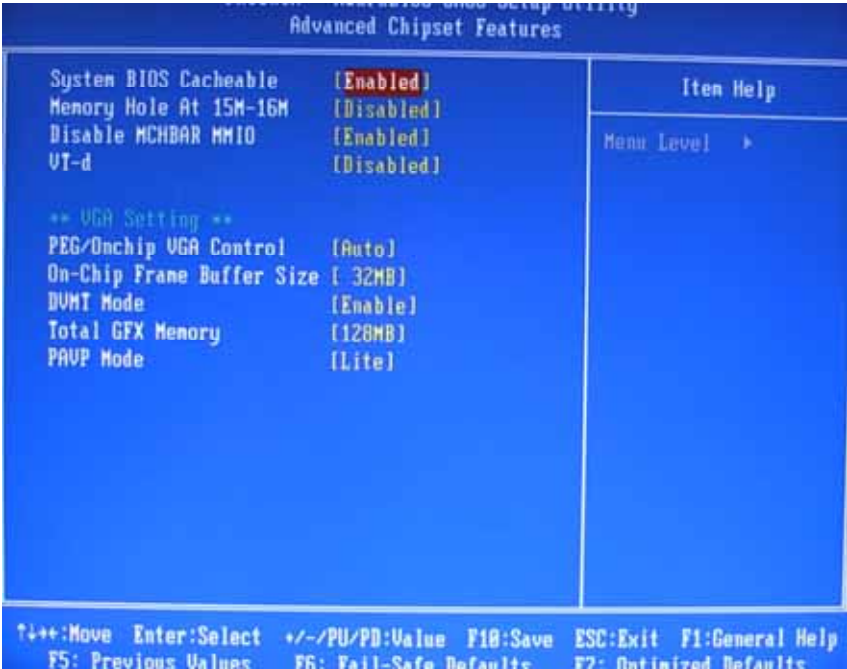 Advanced Chipset Features
System BIOS Cacheable [Enabled]
Memory Hole At 15M-16M [Disabled]
Disable MCHBAR MMIO [Enabled]
VT-d [Disabled]
** VGA Setting **
PEG/Onchip VGA Control [Auto]
On-Chip Frame Buffer Size [ 32MB]
DVMT Mode [Enable]
Total GFX Memory [128MB]
PAVP Mode [Lite]
Item Help
Menu Level ▸
↑↓→←:Move Enter:Select +/-/PU/PD:Value F10:Save ESC:Exit F1:General Help
F5: Previous Values F6: Fail-Safe Defaults F7: Optimized Defaults